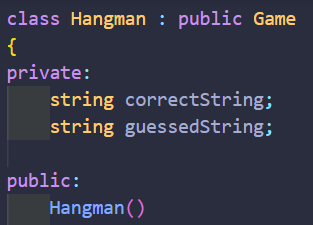 class Hangman : public Game
{
private:
    string correctString;
    string guessedString;

public:
    Hangman()